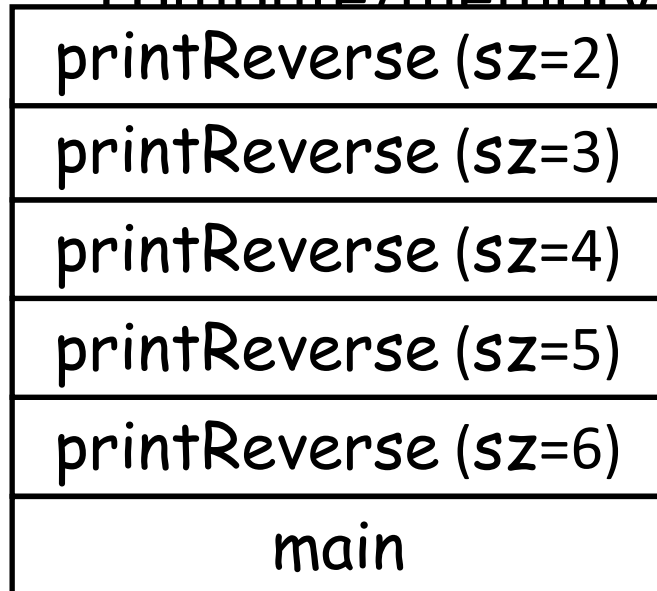 printReverse (sz=2)
printReverse (sz=3)
printReverse (sz=4)
printReverse (sz=5)
printReverse (sz=6)
main